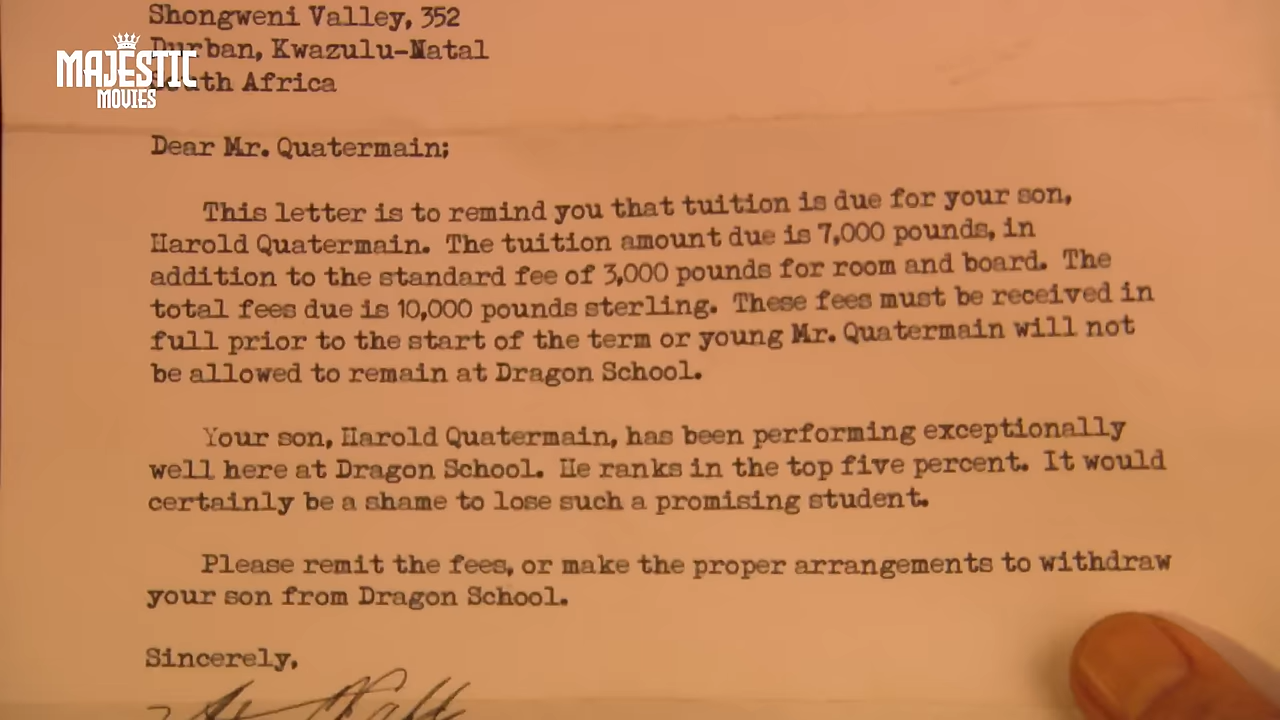 Shongweni Valley, 352
MAJESTIC
MOVIES
Durban, Kwazulu-Natal
South Africa
Dear Mr. Quatermain;
This letter is to remind you that tuition is due for your son,
Harold Quatermain. The tuition amount due is 7,000 pounds, in
addition to the standard fee of 3,000 pounds for room and board. The
total fees due is 10,000 pounds sterling. These fees must be received in
full prior to the start of the term or young Mr. Quatermain will not
be allowed to remain at Dragon School.
Your son, Harold Quatermain, has been performing exceptionally
well here at Dragon School. He ranks in the top five percent. It would
certainly be a shame to lose such a promising student.
Please remit the fees, or make the proper arrangements to withdraw
your son from Dragon School.
Sincerely,